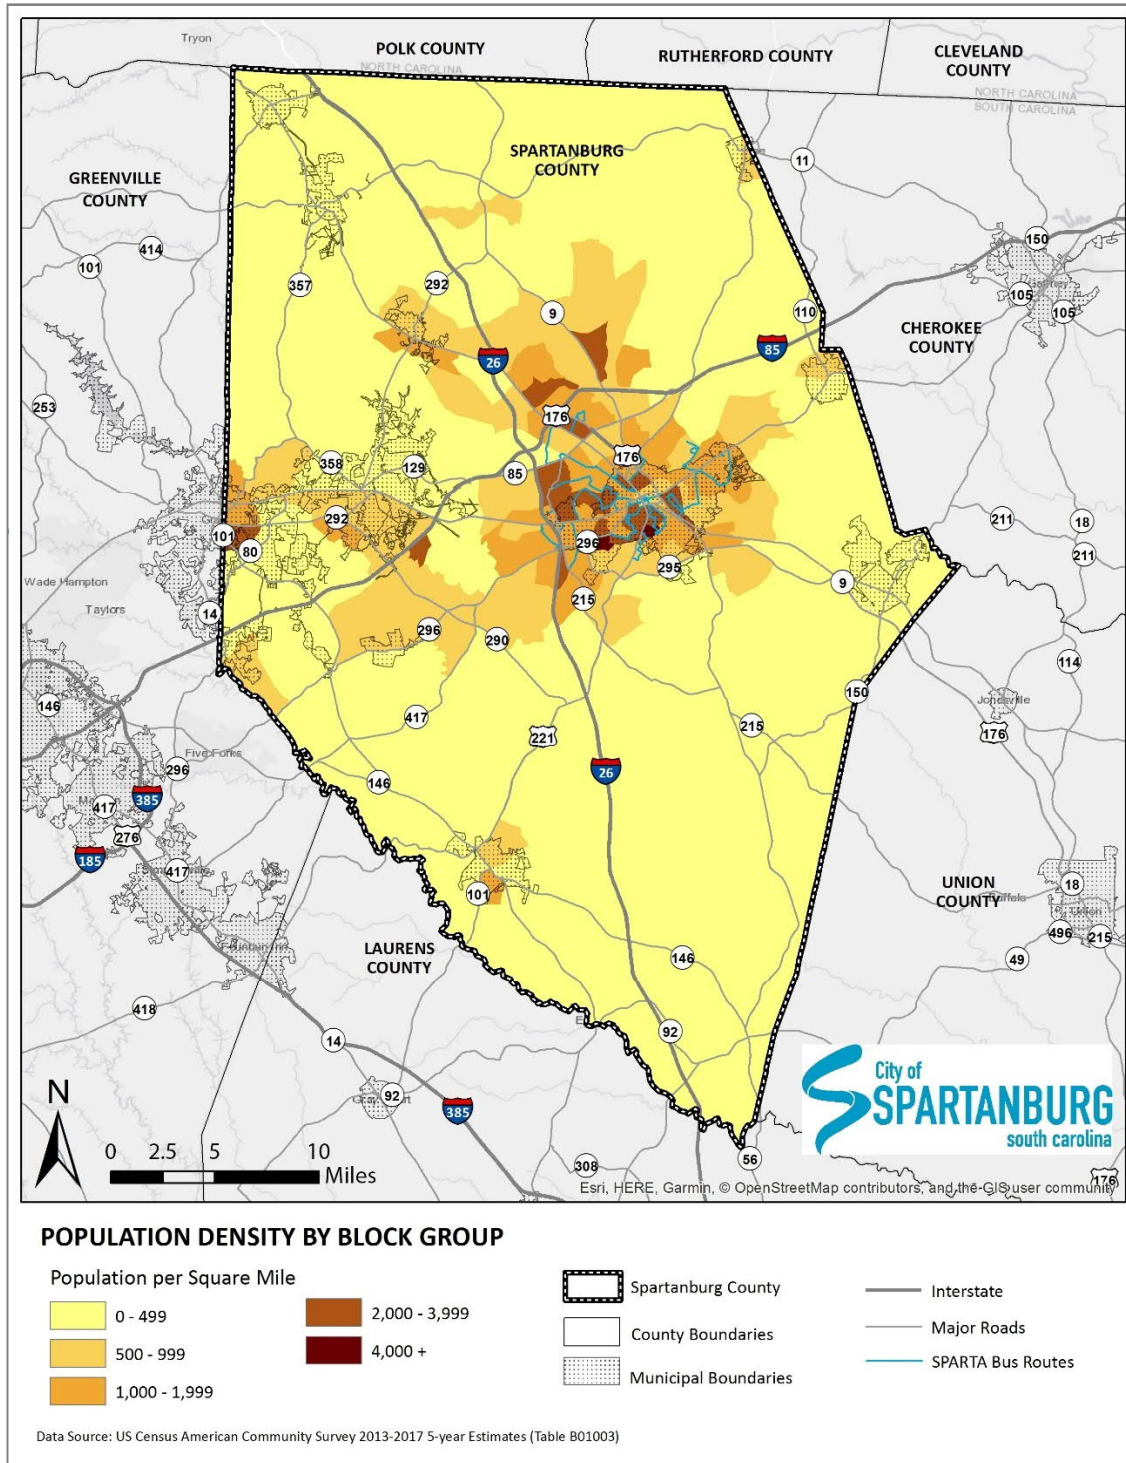 Tryon
POLK COUNTY
RUTHERFORD COUNTY
CLEVELAND
COUNTY
NORTH CAROLINA
NORTH CAROLINA
SOUTH CAROLINA
SPARTANBURG
COUNTY
GREENVILLE
COUNTY
11
414
101
150
357
292
9
110
105
105
CHEROKEE
COUNTY
26
85
253
176
176
358
129
85
292
101
80
296
295
211
18
211
Wade Hampton
Taylors
14
215
9
296
290
114
146
417
150
Jonesville
221
215
176
Five Forks
296
26
146
385
417
276
185
417
101
UNION
COUNTY
18
Union
496
215
Fountain Inn
LAURENS
COUNTY
146
49
418
14
92
N
92
385
City of
SPARTANBURG
south carolina
0 2.5 5 10
Miles
308
56
176
Esri, HERE, Garmin, © OpenStreetMap contributors, and the GIS user community
POPULATION DENSITY BY BLOCK GROUP
Population per Square Mile
0 - 499
500 - 999
1,000 - 1,999
2,000 - 3,999
4,000 +
Spartanburg County
County Boundaries
Municipal Boundaries
Interstate
Major Roads
SPARTA Bus Routes
Data Source: US Census American Community Survey 2013-2017 5-year Estimates (Table B01003)